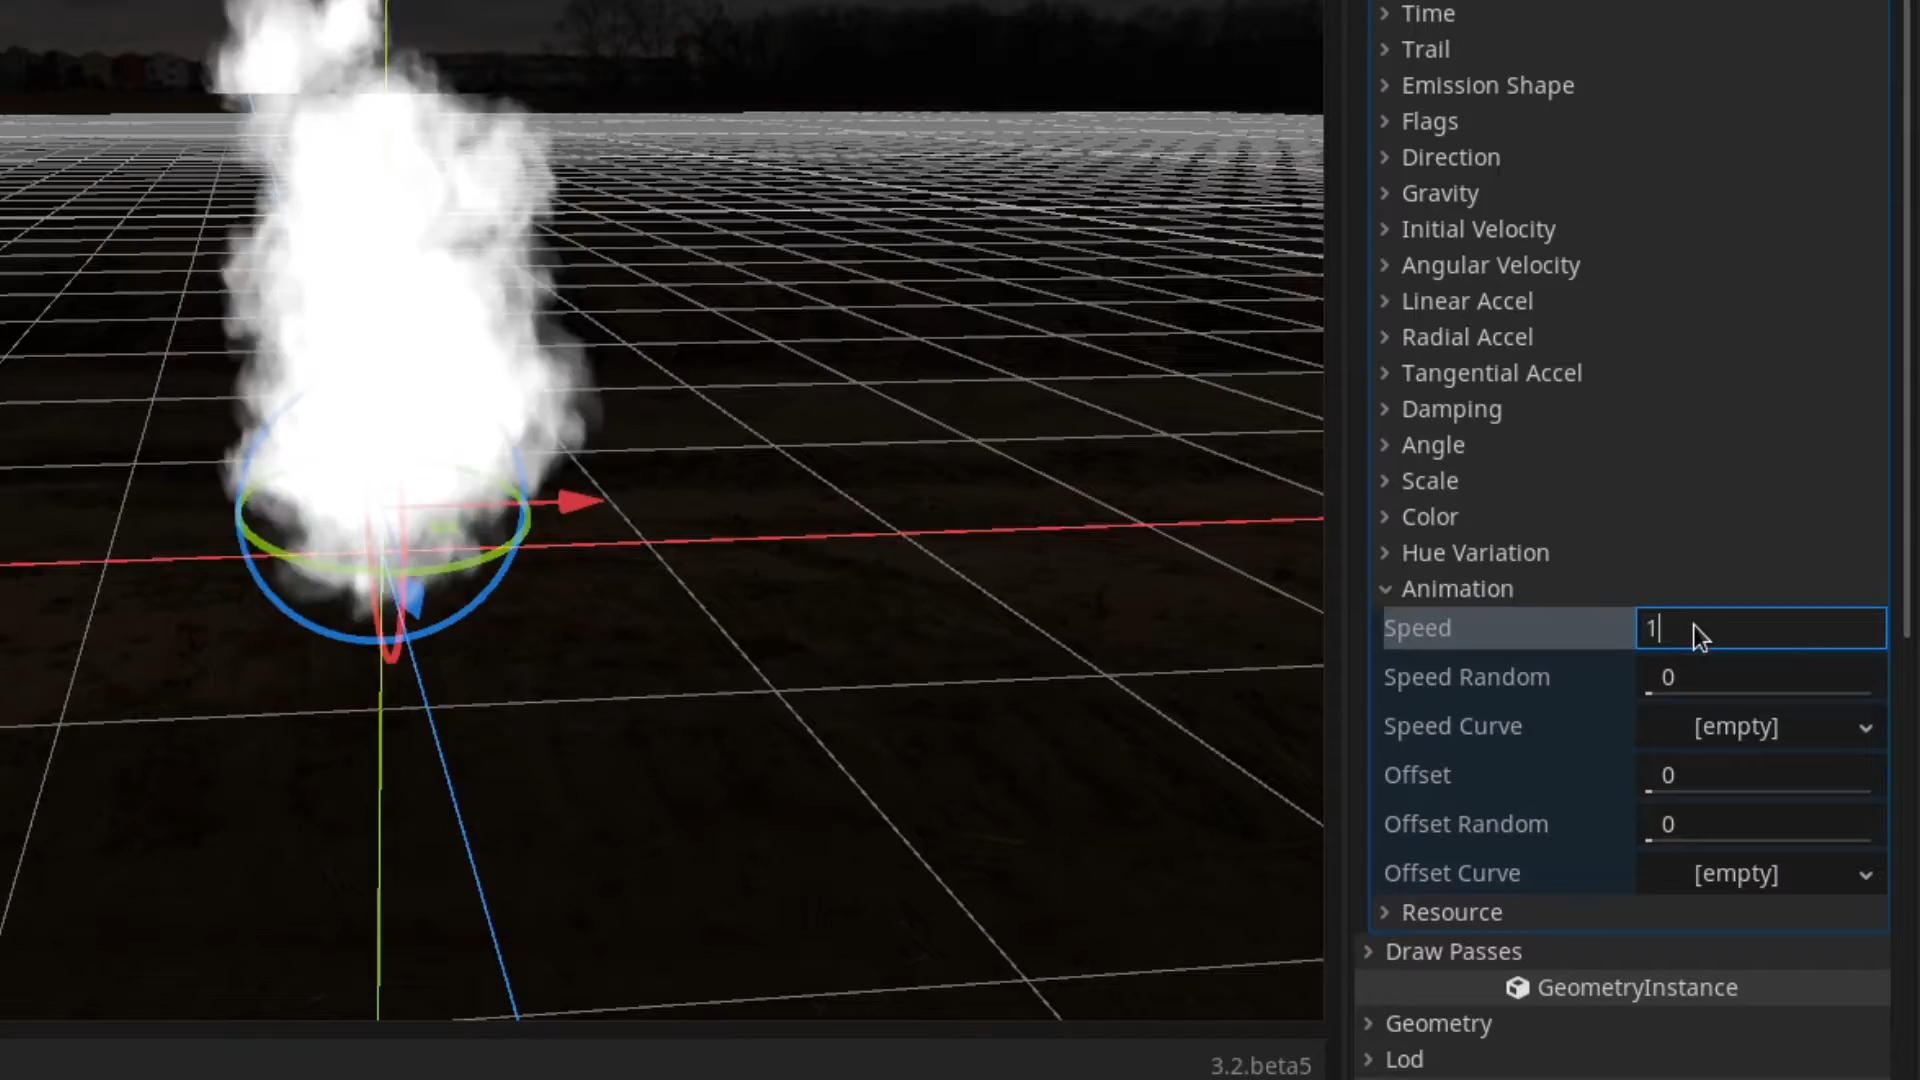 Time
Trail
Emission Shape
Flags
Direction
Gravity
Initial Velocity
Angular Velocity
Linear Accel
Radial Accel
Tangential Accel
Damping
Angle
Scale
Color
Hue Variation
Animation
Speed 1
Speed Random 0
Speed Curve [empty]
Offset 0
Offset Random 0
Offset Curve [empty]
Resource
Draw Passes
GeometryInstance
Geometry
Lod
3.2.beta5